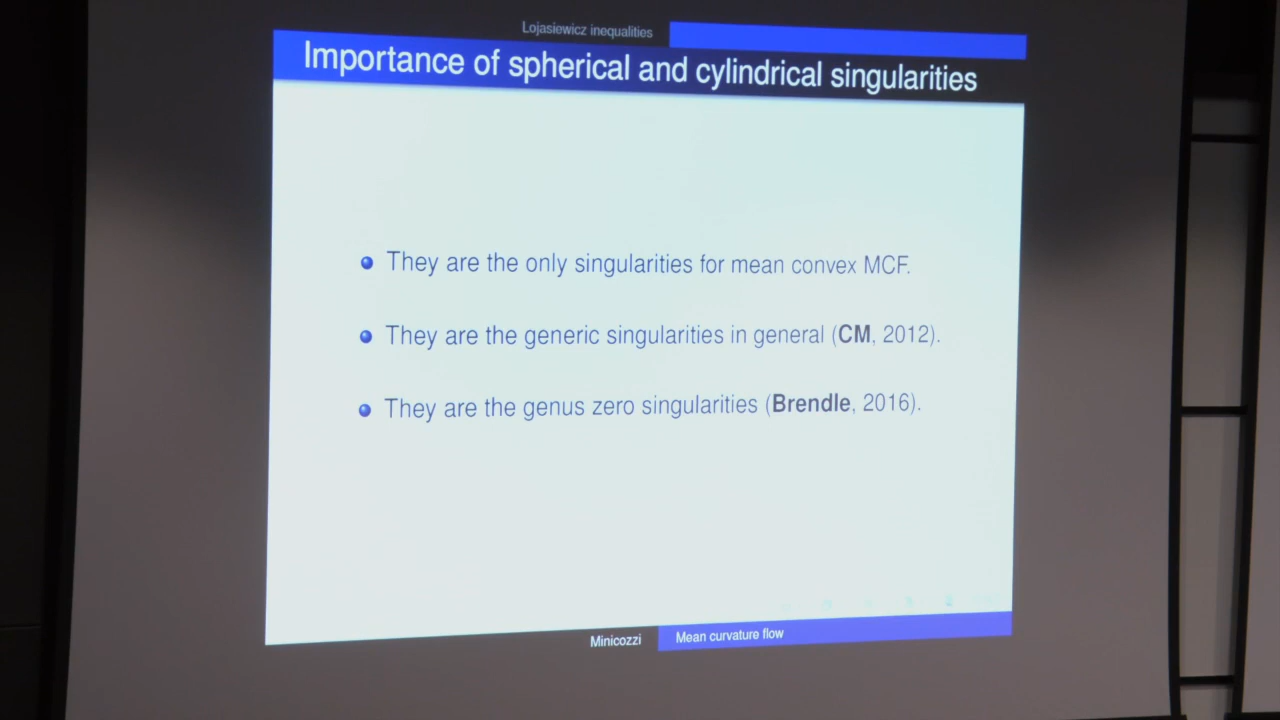 Lojasiewicz inequalities
Importance of spherical and cylindrical singularities
They are the only singularities for mean convex MCF.
They are the generic singularities in general (CM, 2012).
They are the genus zero singularities (Brendle, 2016).
Minicozzi
Mean curvature flow